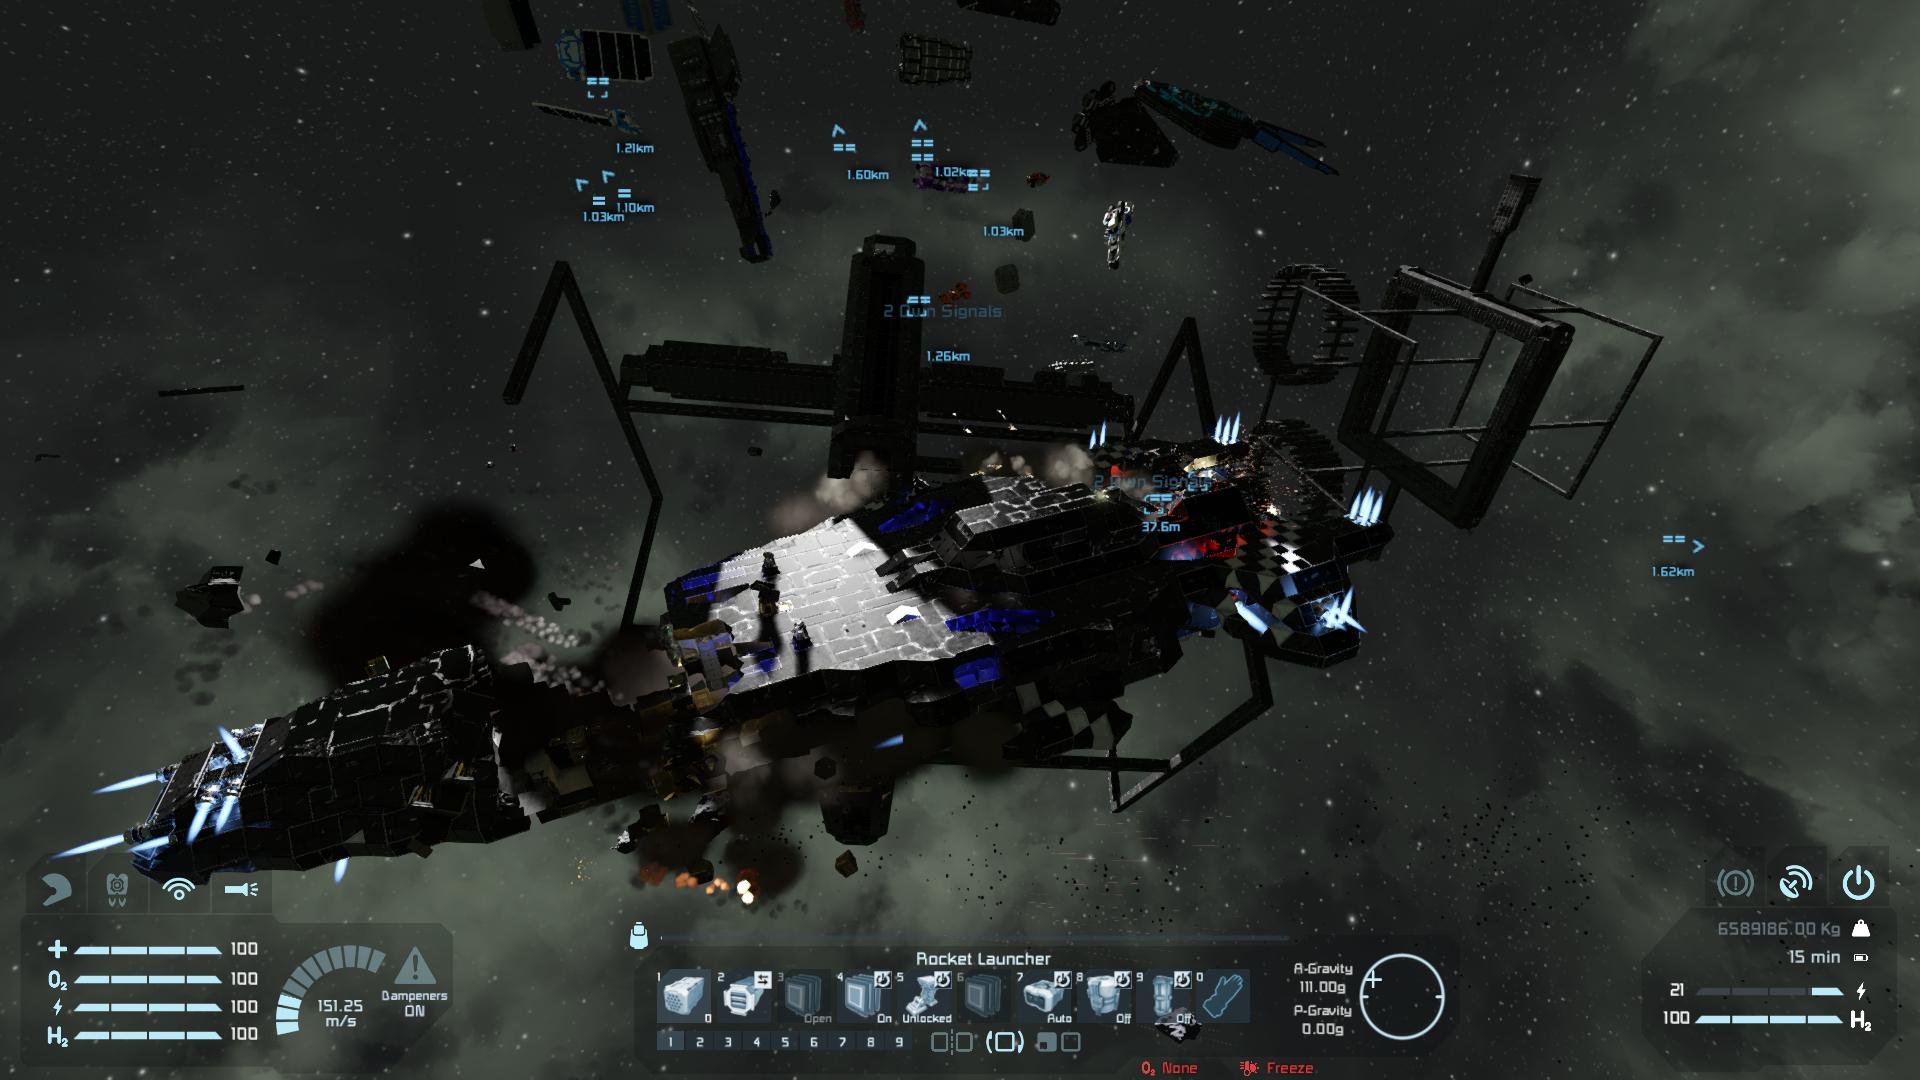 1.21km
1.60km
1.02km
1.10km
1.03km
1.03km
2 Own Signals
1.26km
2 Own Signals
37.6m
1.62km
100
O2 100
100
H2 100
151.25
m/s
Dampeners
ON
Rocket Launcher
1 2 3 4 5 6 7 8 9 0
0 Open On Unlocked Auto Off Off
1 2 3 4 5 6 7 8 9
A-Gravity
111.00g
P-Gravity
0.00g
O2 None Freeze
6589186.00 Kg
15 min
21
100 H2